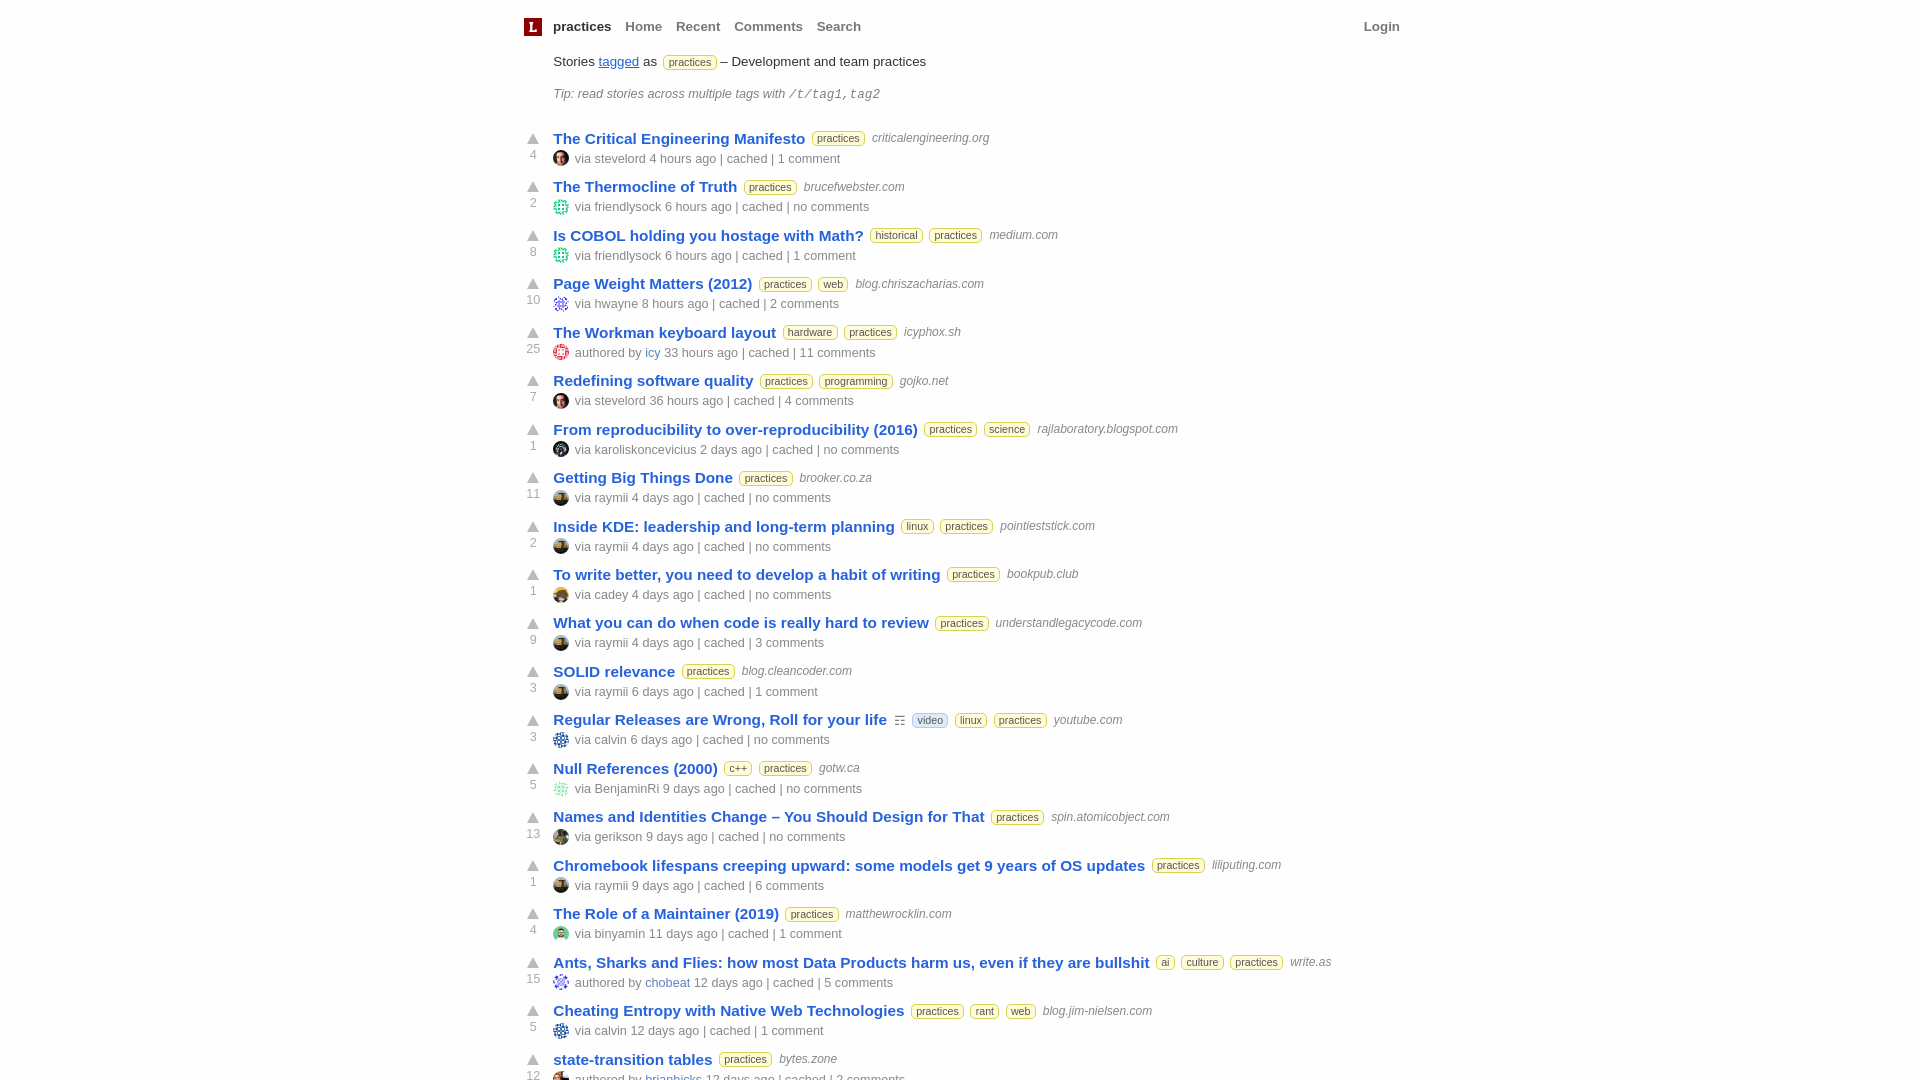 L practices Home Recent Comments Search Login
Stories tagged as practices – Development and team practices
Tip: read stories across multiple tags with /t/tag1,tag2
The Critical Engineering Manifesto practices criticalengineering.org
4 via stevelord 4 hours ago | cached | 1 comment
The Thermocline of Truth practices brucefwebster.com
2 via friendlysock 6 hours ago | cached | no comments
Is COBOL holding you hostage with Math? historical practices medium.com
8 via friendlysock 6 hours ago | cached | 1 comment
Page Weight Matters (2012) practices web blog.chriszacharias.com
10 via hwayne 8 hours ago | cached | 2 comments
The Workman keyboard layout hardware practices icyphox.sh
25 authored by icy 33 hours ago | cached | 11 comments
Redefining software quality practices programming gojko.net
7 via stevelord 36 hours ago | cached | 4 comments
From reproducibility to over-reproducibility (2016) practices science rajlaboratory.blogspot.com
1 via karoliskoncevicius 2 days ago | cached | no comments
Getting Big Things Done practices brooker.co.za
11 via raymii 4 days ago | cached | no comments
Inside KDE: leadership and long-term planning linux practices pointieststick.com
2 via raymii 4 days ago | cached | no comments
To write better, you need to develop a habit of writing practices bookpub.club
1 via cadey 4 days ago | cached | no comments
What you can do when code is really hard to review practices understandlegacycode.com
9 via raymii 4 days ago | cached | 3 comments
SOLID relevance practices blog.cleancoder.com
3 via raymii 6 days ago | cached | 1 comment
Regular Releases are Wrong, Roll for your life ☶ video linux practices youtube.com
3 via calvin 6 days ago | cached | no comments
Null References (2000) c++ practices gotw.ca
5 via BenjaminRi 9 days ago | cached | no comments
Names and Identities Change – You Should Design for That practices spin.atomicobject.com
13 via gerikson 9 days ago | cached | no comments
Chromebook lifespans creeping upward: some models get 9 years of OS updates practices liliputing.com
1 via raymii 9 days ago | cached | 6 comments
The Role of a Maintainer (2019) practices matthewrocklin.com
4 via binyamin 11 days ago | cached | 1 comment
Ants, Sharks and Flies: how most Data Products harm us, even if they are bullshit ai culture practices write.as
15 authored by chobeat 12 days ago | cached | 5 comments
Cheating Entropy with Native Web Technologies practices rant web blog.jim-nielsen.com
5 via calvin 12 days ago | cached | 1 comment
state-transition tables practices bytes.zone
12 authored by brianhicks 12 days ago | cached | 2 comments